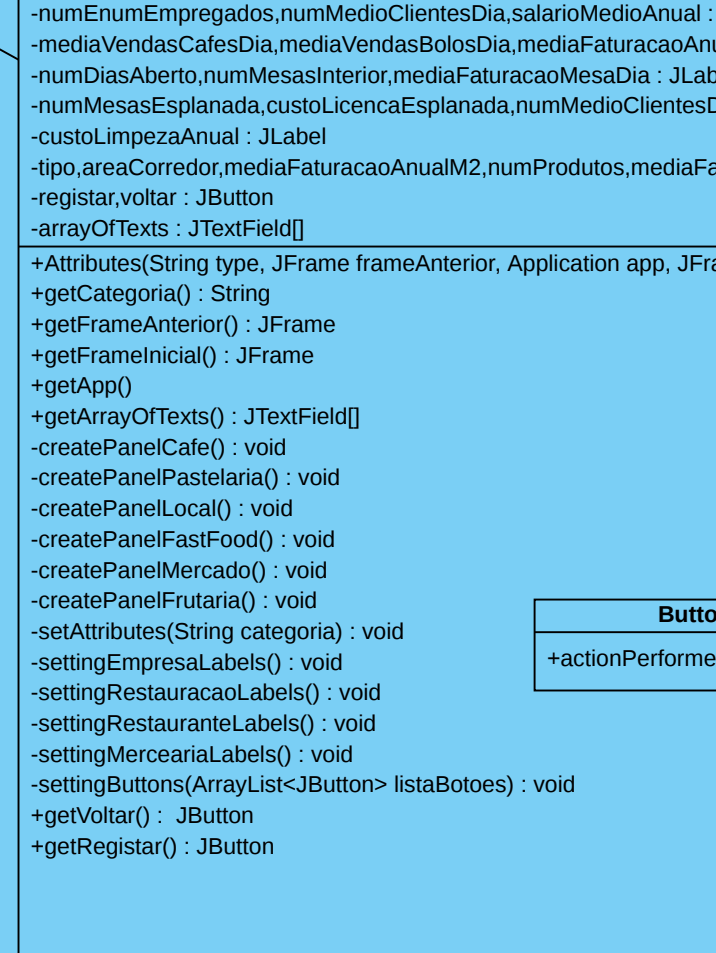 -numEnumEmpregados,numMedioClientesDia,salarioMedioAnual :
-mediaVendasCafesDia,mediaVendasBolosDia,mediaFaturacaoAnu
-numDiasAberto,numMesasInterior,mediaFaturacaoMesaDia : JLab
-numMesasEsplanada,custoLicencaEsplanada,numMedioClientesD
-custoLimpezaAnual : JLabel
-tipo,areaCorredor,mediaFaturacaoAnualM2,numProdutos,mediaFa
-registar,voltar : JButton
-arrayOfTexts : JTextField[]
+Attributes(String type, JFrame frameAnterior, Application app, JFra
+getCategoria() : String
+getFrameAnterior() : JFrame
+getFrameInicial() : JFrame
+getApp()
+getArrayOfTexts() : JTextField[]
-createPanelCafe() : void
-createPanelPastelaria() : void
-createPanelLocal() : void
-createPanelFastFood() : void
-createPanelMercado() : void
-createPanelFrutaria() : void
-setAttributes(String categoria) : void
-settingEmpresaLabels() : void
-settingRestauracaoLabels() : void
-settingRestauranteLabels() : void
-settingMerceariaLabels() : void
-settingButtons(ArrayList<JButton> listaBotoes) : void
+getVoltar() :  JButton
+getRegistar() : JButton
Butto
+actionPerforme